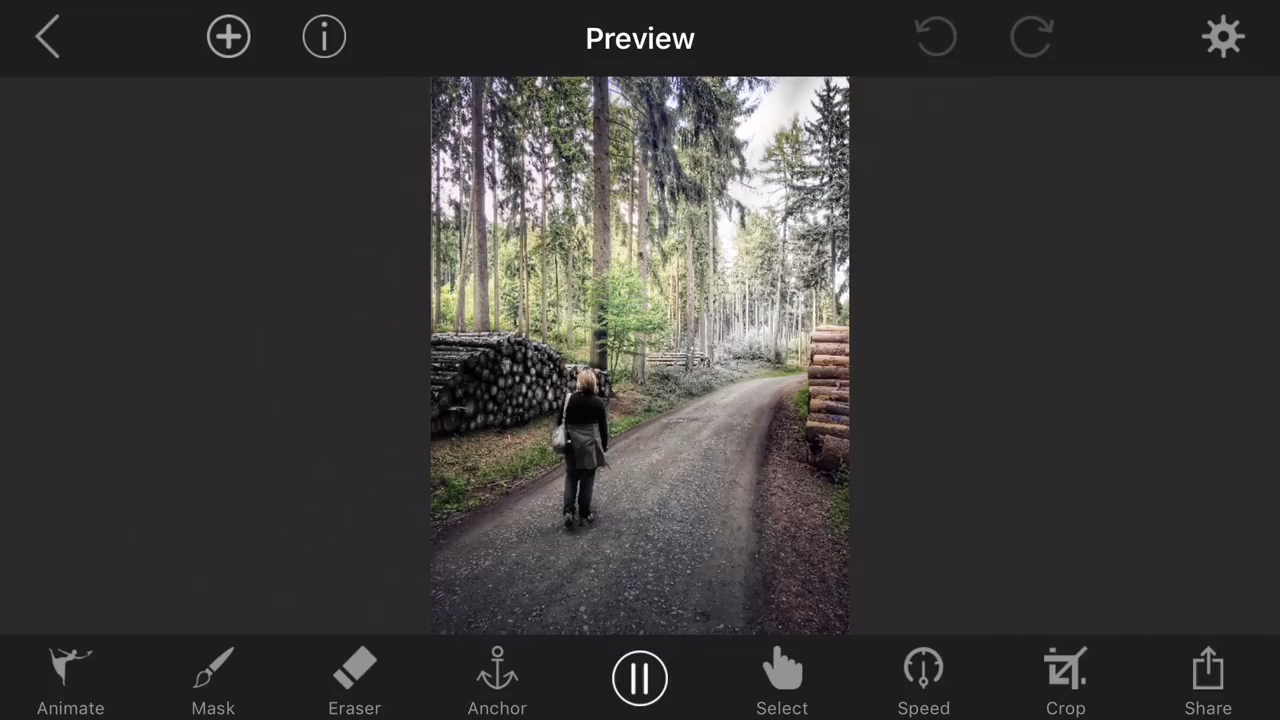 Preview
Animate
Mask
Eraser
Anchor
Select
Speed
Crop
Share